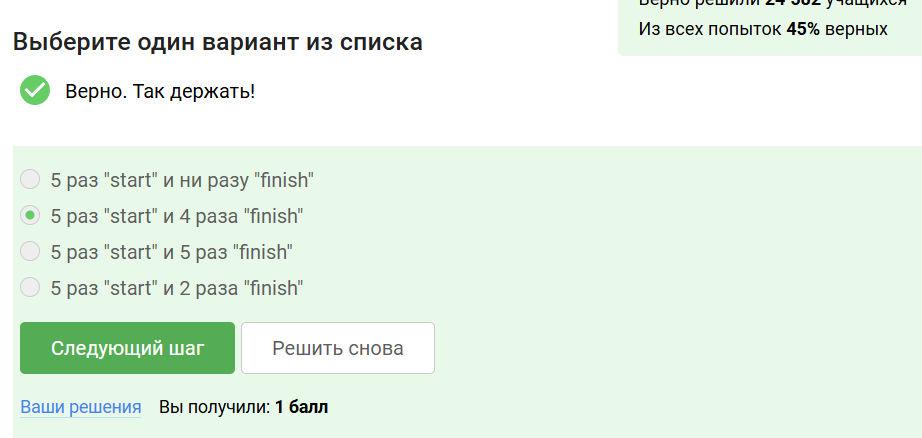 Верно решили 24 582 учащихся
Из всех попыток 45% верных
Выберите один вариант из списка
Верно. Так держать!
5 раз "start" и ни разу "finish"
5 раз "start" и 4 раза "finish"
5 раз "start" и 5 раз "finish"
5 раз "start" и 2 раза "finish"
Следующий шаг
Решить снова
Ваши решения Вы получили: 1 балл